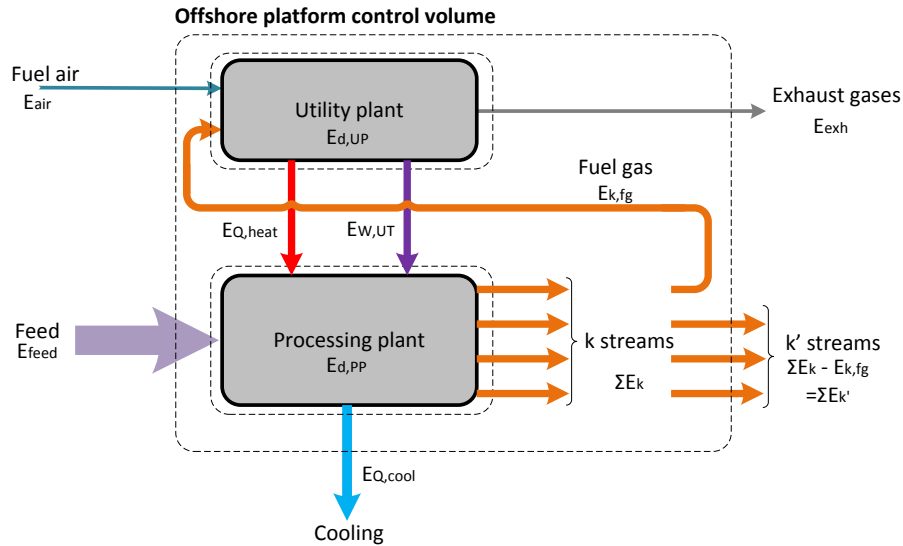 Offshore platform control volume
Fuel air
Eair
Utility plant
Ed,UP
Exhaust gases
Eexh
Fuel gas
Ek,fg
EQ,heat
EW,UT
Feed
Efeed
Processing plant
Ed,PP
k streams
ΣEk
k’ streams
ΣEk - Ek,fg
=ΣEk'
EQ,cool
Cooling